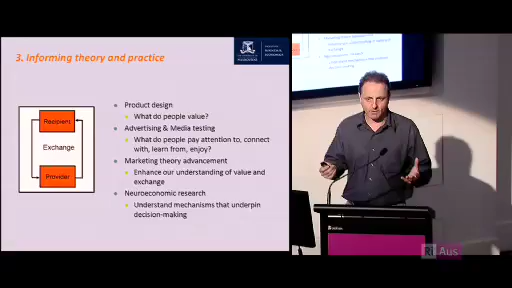 3. Informing theory and practice
MELBOURNE
Recipient
Exchange
Provider
Product design
What do people value?
Advertising & Media testing
What do people pay attention to, connect
with, learn from, enjoy?
Marketing theory advancement
Enhance our understanding of value and
exchange
Neuroeconomic research
Understand mechanisms that underpin
decision-making
Ri Aus